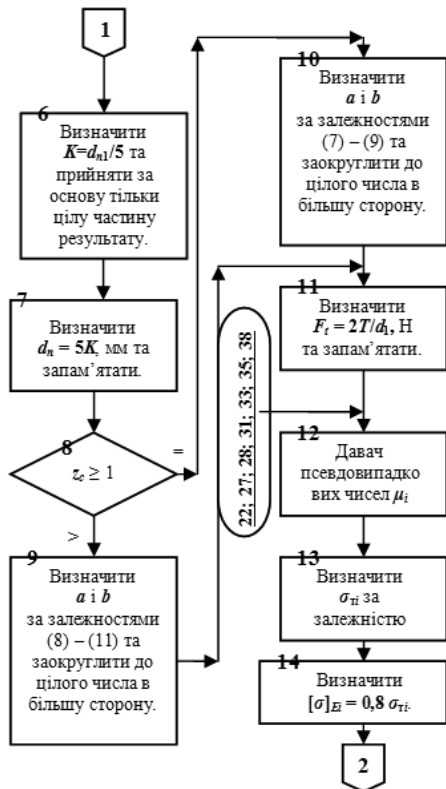 1
6
Визначити
K=dn1/5 та
прийняти за
основу тільки
цілу частину
результату.
7
Визначити
dn = 5K, мм та
запам’ятати.
8
zc ≥ 1
=
>
9
Визначити
a і b
за залежностями
(8) – (11) та
заокруглити до
цілого числа в
більшу сторону.
10
Визначити
a і b
за залежностями
(7) – (9) та
заокруглити до
цілого числа в
більшу сторону.
11
Визначити
Ft = 2T/d1, Н
та запам’ятати.
22; 27; 28; 31; 33; 35; 38
12
Давач
псевдовипадко
вих чисел μi
13
Визначити
σтi за
залежністю
14
Визначити
[σ]Ei = 0,8 σтi.
2